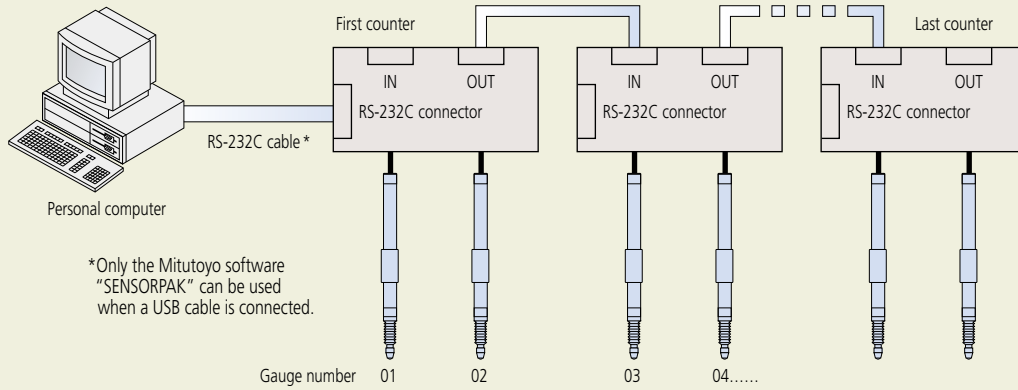 First counter
Last counter
IN OUT
RS-232C connector
IN OUT
RS-232C connector
IN OUT
RS-232C connector
RS-232C cable *
Personal computer
*Only the Mitutoyo software
"SENSORPAK" can be used
when a USB cable is connected.
Gauge number 01 02 03 04......